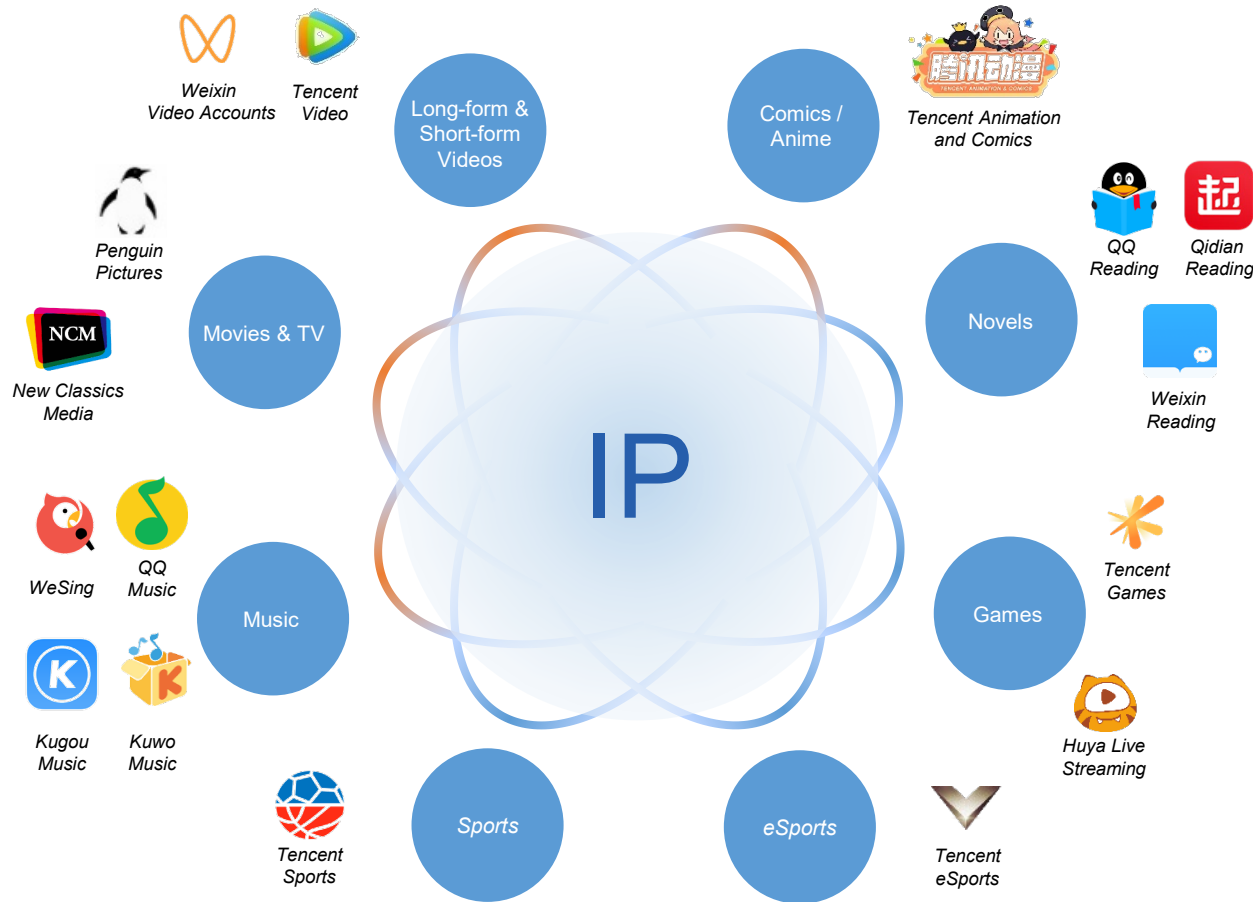 Weixin
Video Accounts
Tencent
Video
Long-form &
Short-form
Videos
Comics /
Anime
腾讯动漫
TENCENT ANIMATION & COMICS
Tencent Animation
and Comics
Penguin
Pictures
QQ
Reading
起
Qidian
Reading
NCM
New Classics
Media
Movies & TV
Novels
Weixin
Reading
IP
WeSing
QQ
Music
Music
Games
Tencent
Games
K
Kugou
Music
K
Kuwo
Music
Huya Live
Streaming
Tencent
Sports
Sports
eSports
Tencent
eSports